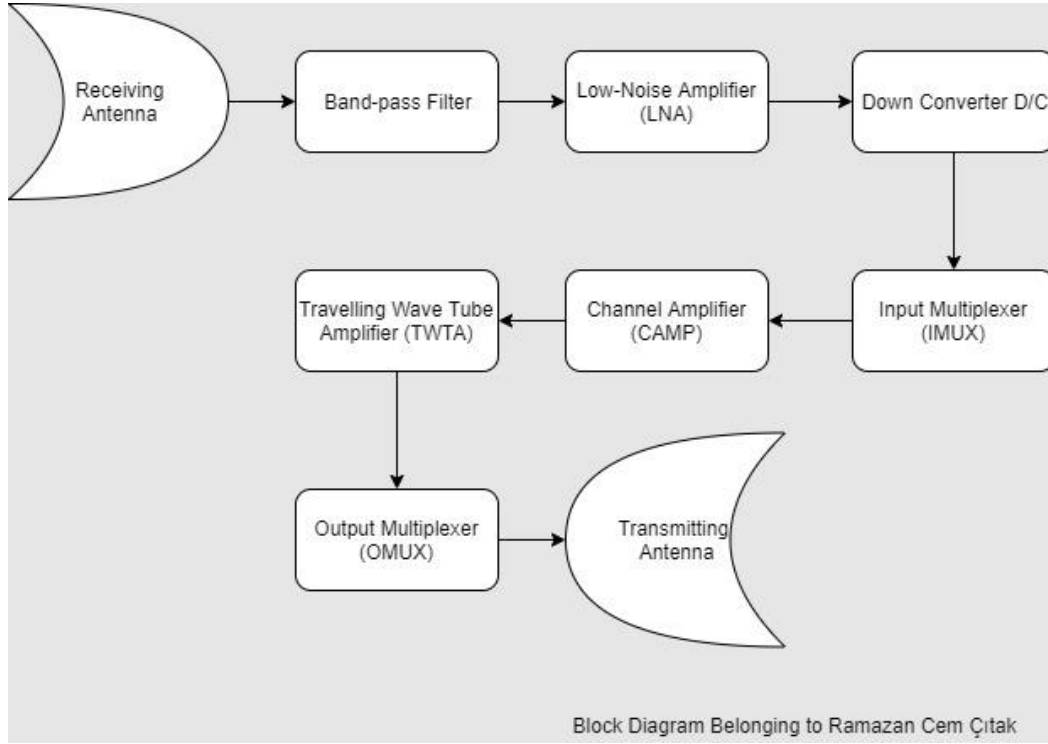 Receiving
Antenna
Band-pass Filter
Low-Noise Amplifier
(LNA)
Down Converter D/C
Travelling Wave Tube
Amplifier (TWTA)
Channel Amplifier
(CAMP)
Input Multiplexer
(IMUX)
Output Multiplexer
(OMUX)
Transmitting
Antenna
Block Diagram Belonging to Ramazan Cem Çıtak